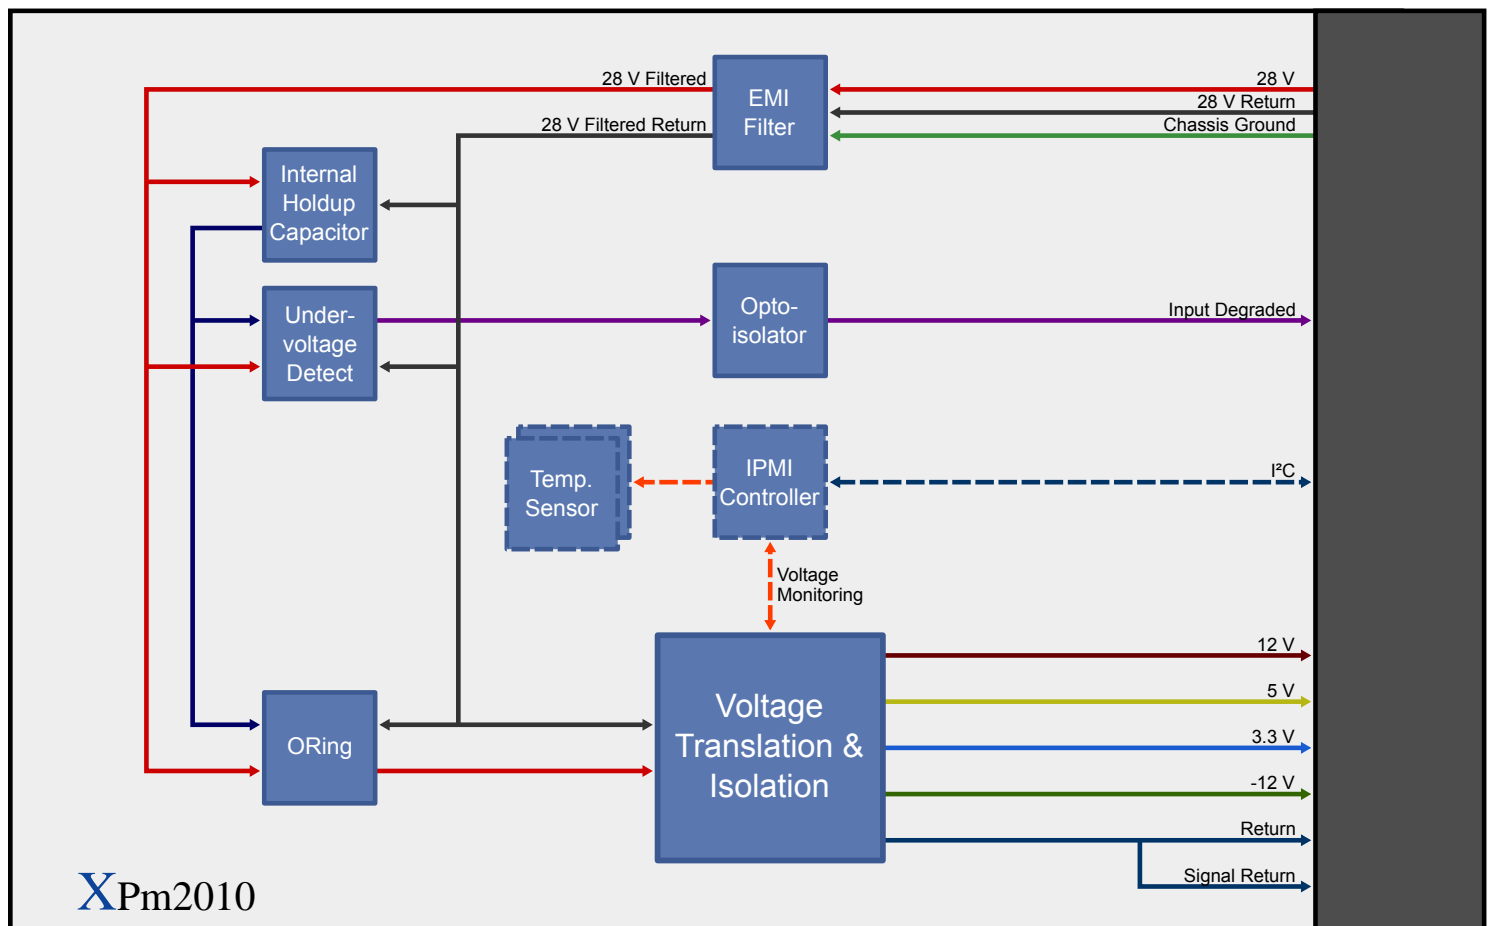 28 V Filtered
EMI
Filter
28 V
28 V Return
Chassis Ground
28 V Filtered Return
Internal
Holdup
Capacitor
Under-
voltage
Detect
Opto-
isolator
Input Degraded
Temp.
Sensor
IPMI
Controller
I²C
Voltage
Monitoring
ORing
Voltage
Translation &
Isolation
12 V
5 V
3.3 V
-12 V
Return
Signal Return
XPm2010